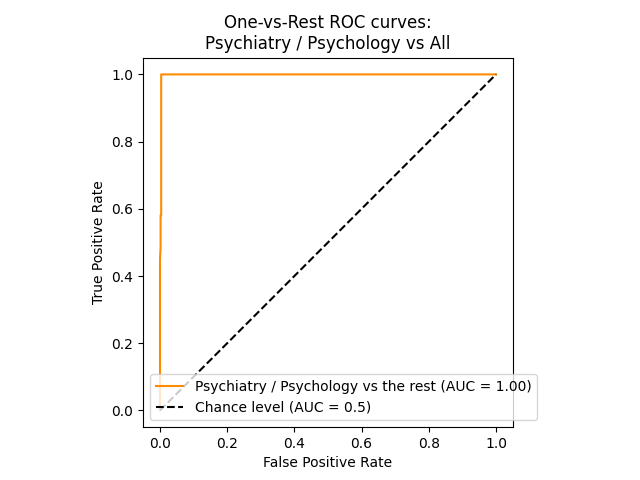 One-vs-Rest ROC curves:
Psychiatry / Psychology vs All
True Positive Rate
1.0
0.8
0.6
0.4
0.2
0.0
Psychiatry / Psychology vs the rest (AUC = 1.00)
Chance level (AUC = 0.5)
0.0 0.2 0.4 0.6 0.8 1.0
False Positive Rate